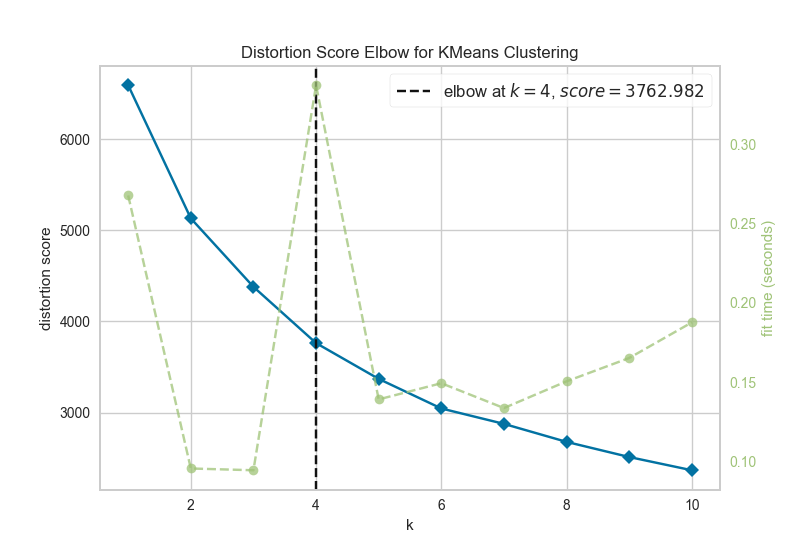 Distortion Score Elbow for KMeans Clustering
elbow at k = 4, score = 3762.982
distortion score
6000
5000
4000
3000
0.30
0.25
0.20
0.15
0.10
fit time (seconds)
2
4
6
8
10
k